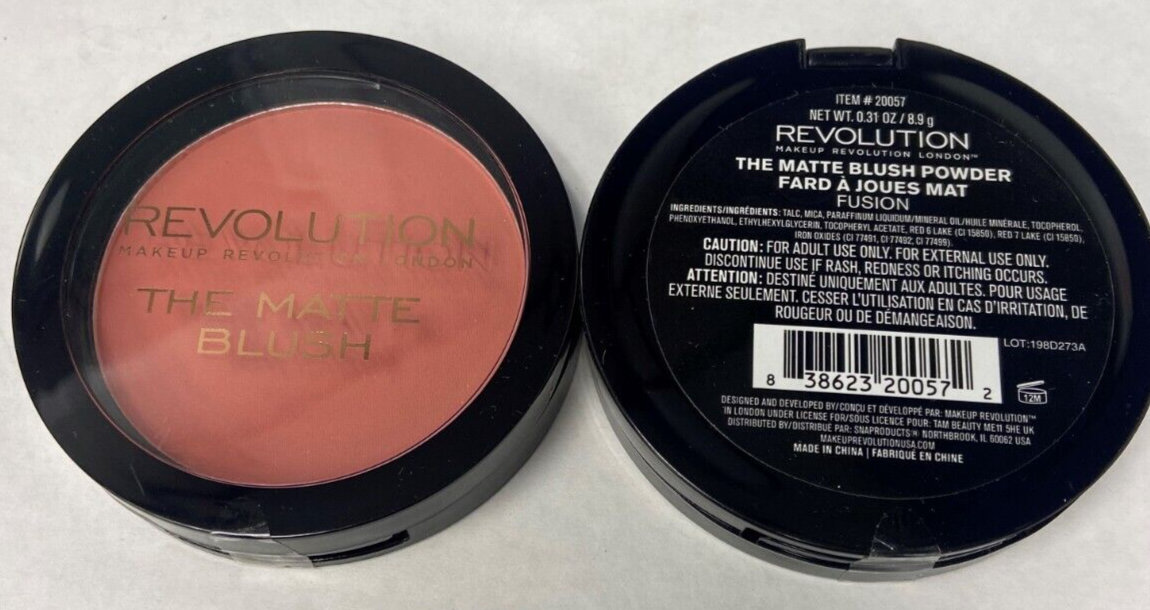 REVOLUTION
MAKEUP REVOLUTION LONDON
THE MATTE
BLUSH
ITEM # 20057
NET WT. 0.31 OZ / 8.9 g
REVOLUTION
MAKEUP REVOLUTION LONDON™
THE MATTE BLUSH POWDER
FARD À JOUES MAT
FUSION
INGREDIENTS/INGRÉDIENTS: TALC, MICA, PARAFFINUM LIQUIDUM/MINERAL OIL/HUILE MINÉRALE, TOCOPHEROL,
PHENOXYETHANOL, ETHYLHEXYLGLYCERIN, TOCOPHERYL ACETATE, RED 6 LAKE (CI 15850), RED 7 LAKE (CI 15850),
IRON OXIDES (CI 77491, CI 77492, CI 77499).
CAUTION: FOR ADULT USE ONLY. FOR EXTERNAL USE ONLY.
DISCONTINUE USE IF RASH, REDNESS OR ITCHING OCCURS.
ATTENTION: DESTINÉ UNIQUEMENT AUX ADULTES. POUR USAGE
EXTERNE SEULEMENT. CESSER L'UTILISATION EN CAS D'IRRITATION, DE
ROUGEUR OU DE DÉMANGEAISON.
LOT:198D273A
8 38623 20057 2
12M
DESIGNED AND DEVELOPED BY/CONÇU ET DÉVELOPPÉ PAR: MAKEUP REVOLUTION™
IN LONDON UNDER LICENSE FOR/SOUS LICENCE POUR: TAM BEAUTY ME11 5HE UK
DISTRIBUTED BY/DISTRIBUÉ PAR: SNAPRODUCTS® NORTHBROOK, IL 60062 USA
MAKEUPREVOLUTIONUSA.COM
MADE IN CHINA | FABRIQUÉ EN CHINE